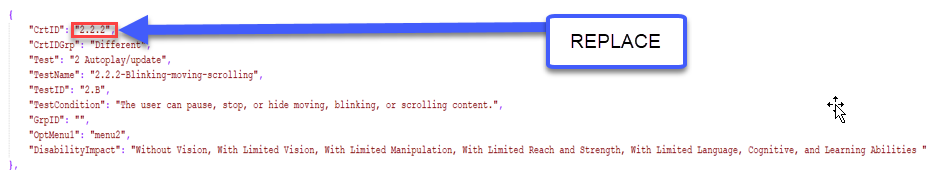 {
"CrtID": "2.2.2",
REPLACE
"CrtIDGrp": "Different",
"Test": "2 Autoplay/update",
"TestName": "2.2.2-Blinking-moving-scrolling",
"TestID": "2.B",
"TestCondition": "The user can pause, stop, or hide moving, blinking, or scrolling content.",
"GrpID": "",
"OptMenu1": "menu2",
"DisabilityImpact": "Without Vision, With Limited Vision, With Limited Manipulation, With Limited Reach and Strength, With Limited Language, Cognitive, and Learning Abilities "
},